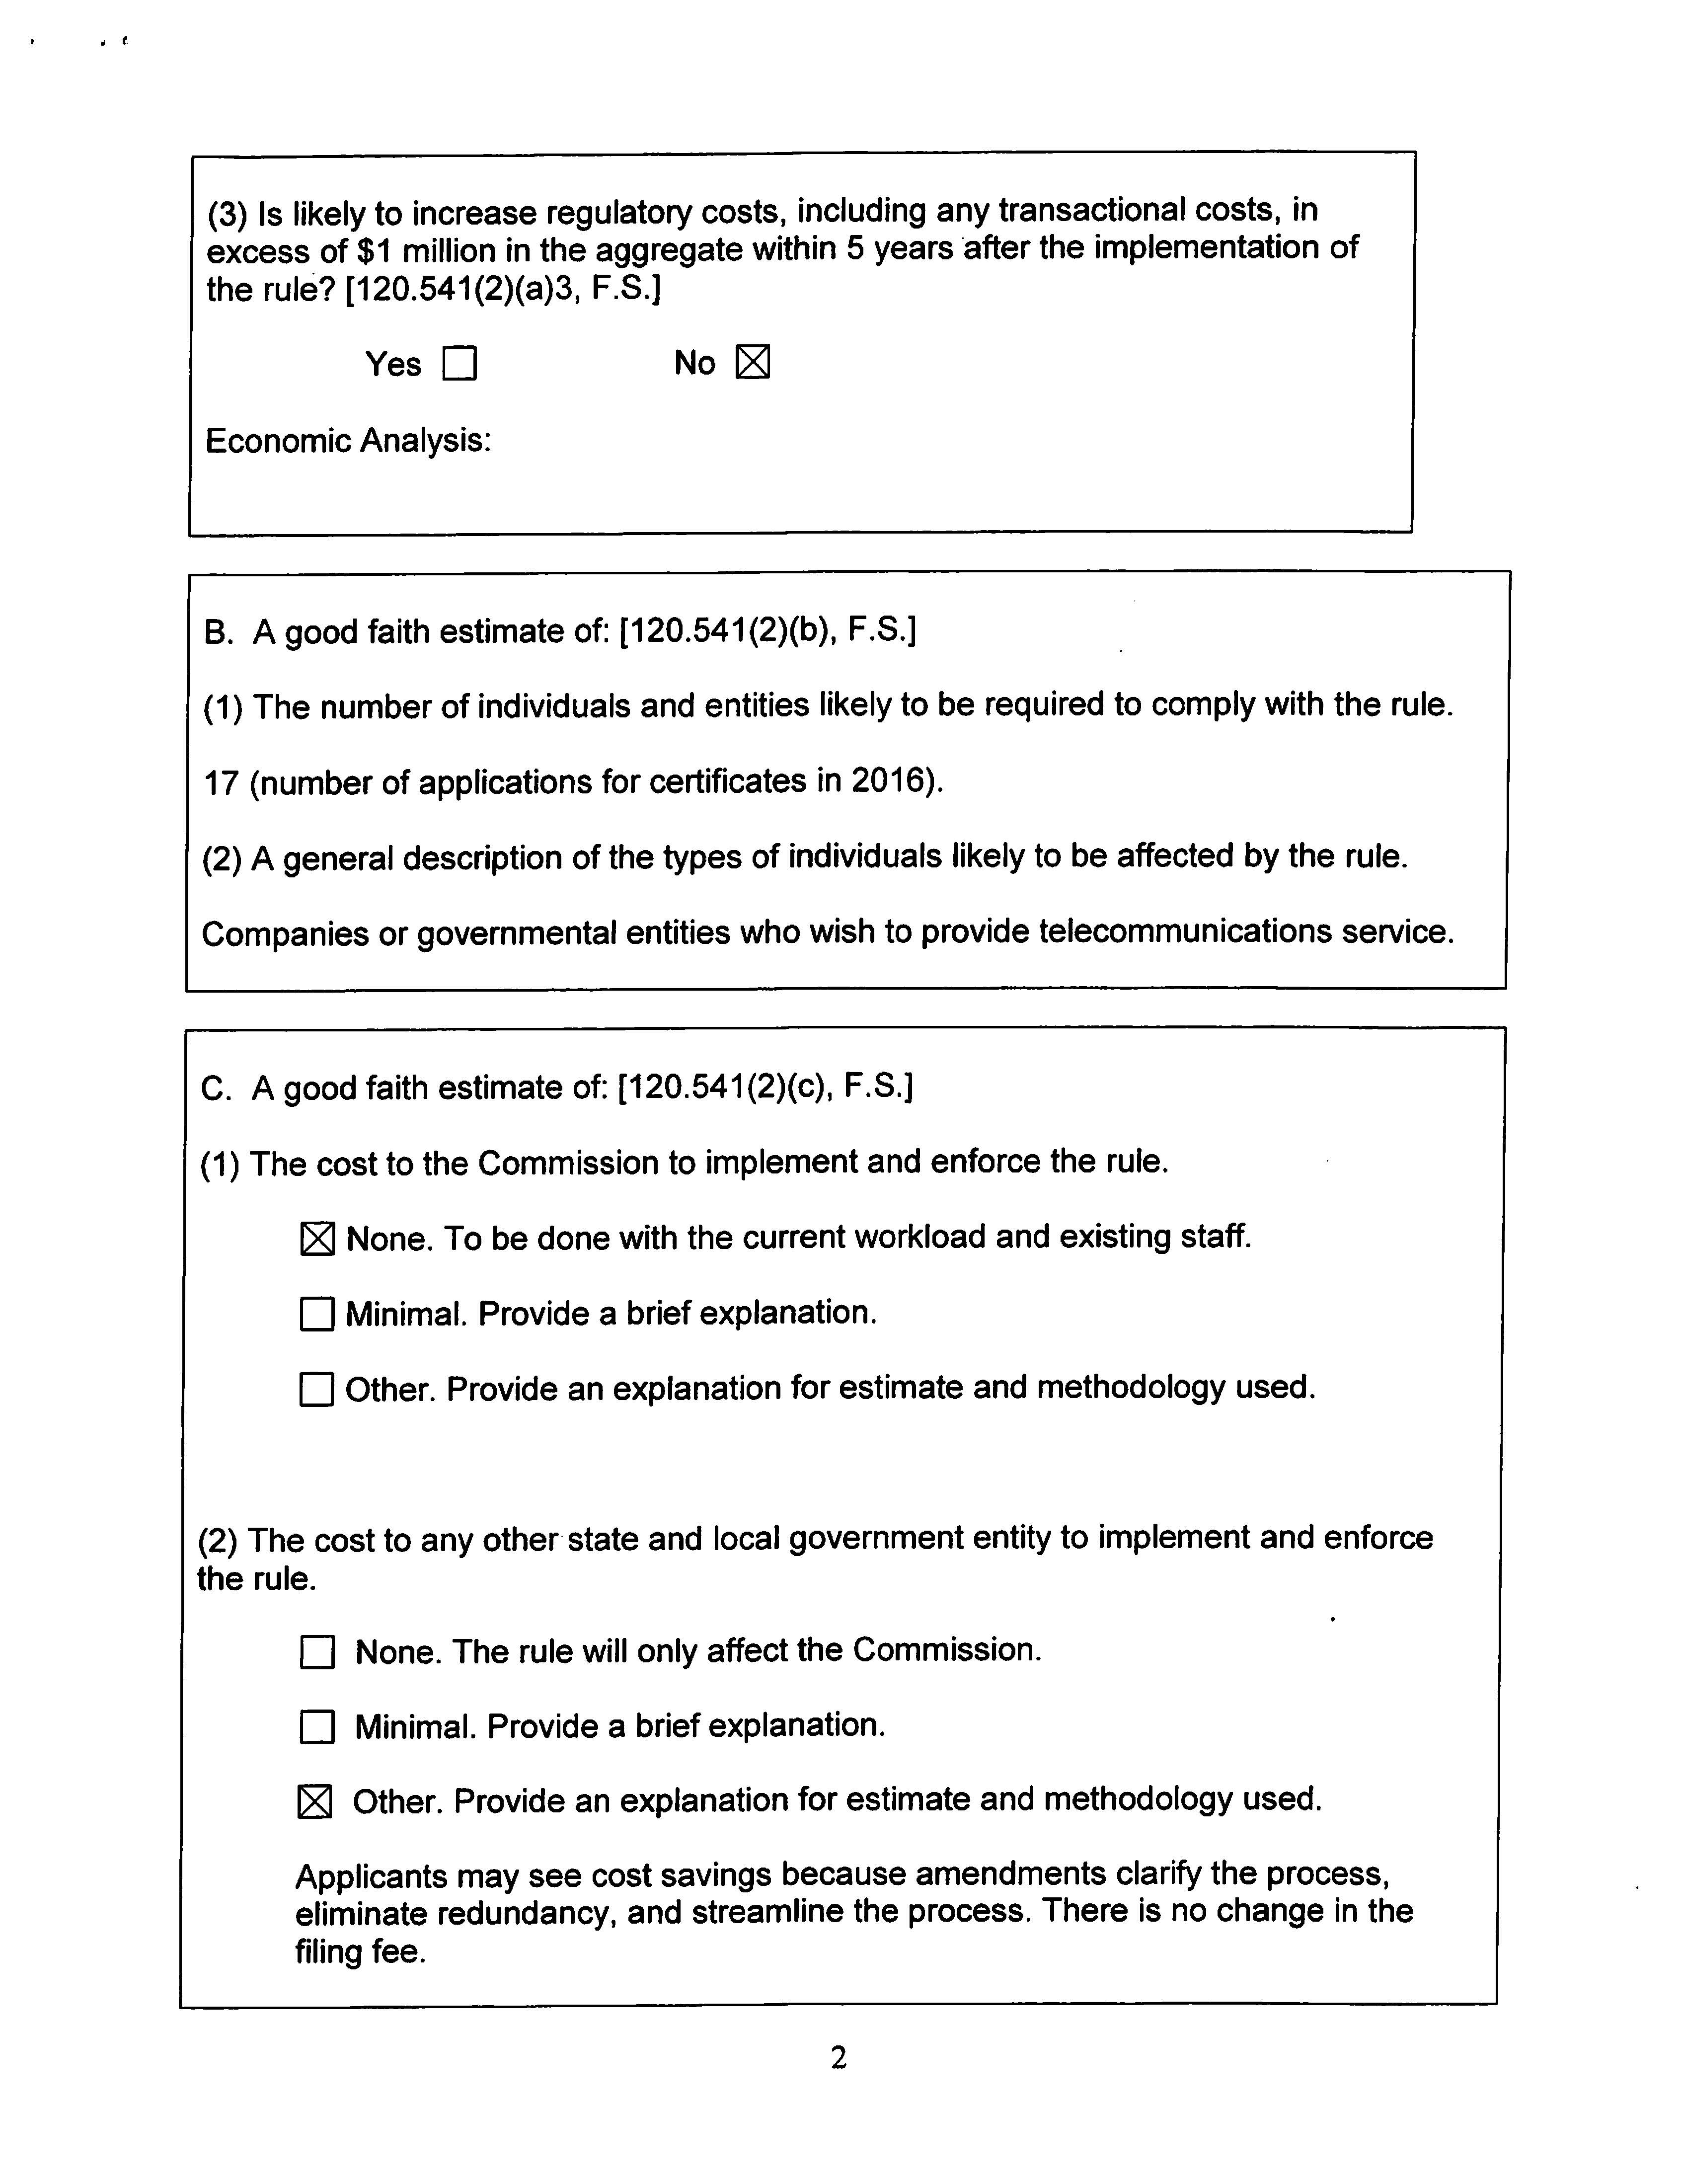 (3) Is likely to increase regulatory costs, including any transactional costs, in
excess of $1 million in the aggregate within 5 years after the implementation of
the rule? [120.541(2)(a)3, F.S.]
Yes ☐ No ☒
Economic Analysis:
B. A good faith estimate of: [120.541(2)(b), F.S.]
(1) The number of individuals and entities likely to be required to comply with the rule.
17 (number of applications for certificates in 2016).
(2) A general description of the types of individuals likely to be affected by the rule.
Companies or governmental entities who wish to provide telecommunications service.
C. A good faith estimate of: [120.541(2)(c), F.S.]
(1) The cost to the Commission to implement and enforce the rule.
☒ None. To be done with the current workload and existing staff.
☐ Minimal. Provide a brief explanation.
☐ Other. Provide an explanation for estimate and methodology used.
(2) The cost to any other state and local government entity to implement and enforce
the rule.
☐ None. The rule will only affect the Commission.
☐ Minimal. Provide a brief explanation.
☒ Other. Provide an explanation for estimate and methodology used.
Applicants may see cost savings because amendments clarify the process,
eliminate redundancy, and streamline the process. There is no change in the
filing fee.
2